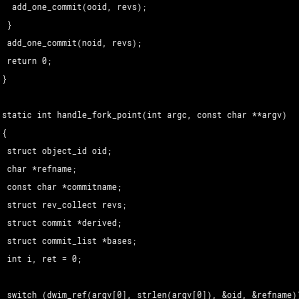 add_one_commit(ooid, revs);
}
add_one_commit(noid, revs);
return 0;
}
static int handle_fork_point(int argc, const char **argv)
{
struct object_id oid;
char *refname;
const char *commitname;
struct rev_collect revs;
struct commit *derived;
struct commit_list *bases;
int i, ret = 0;
switch (dwim_ref(argv[0], strlen(argv[0]), &oid, &refname))